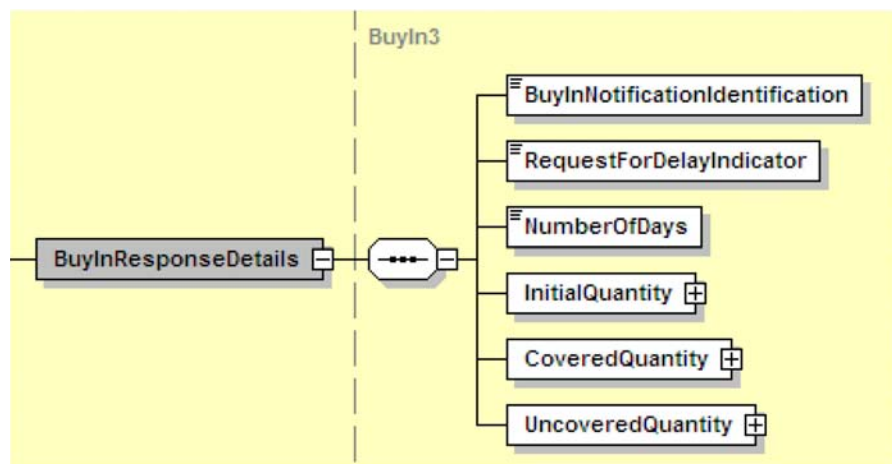 BuyIn3
BuyInNotificationIdentification
RequestForDelayIndicator
NumberOfDays
BuyInResponseDetails
InitialQuantity
CoveredQuantity
UncoveredQuantity